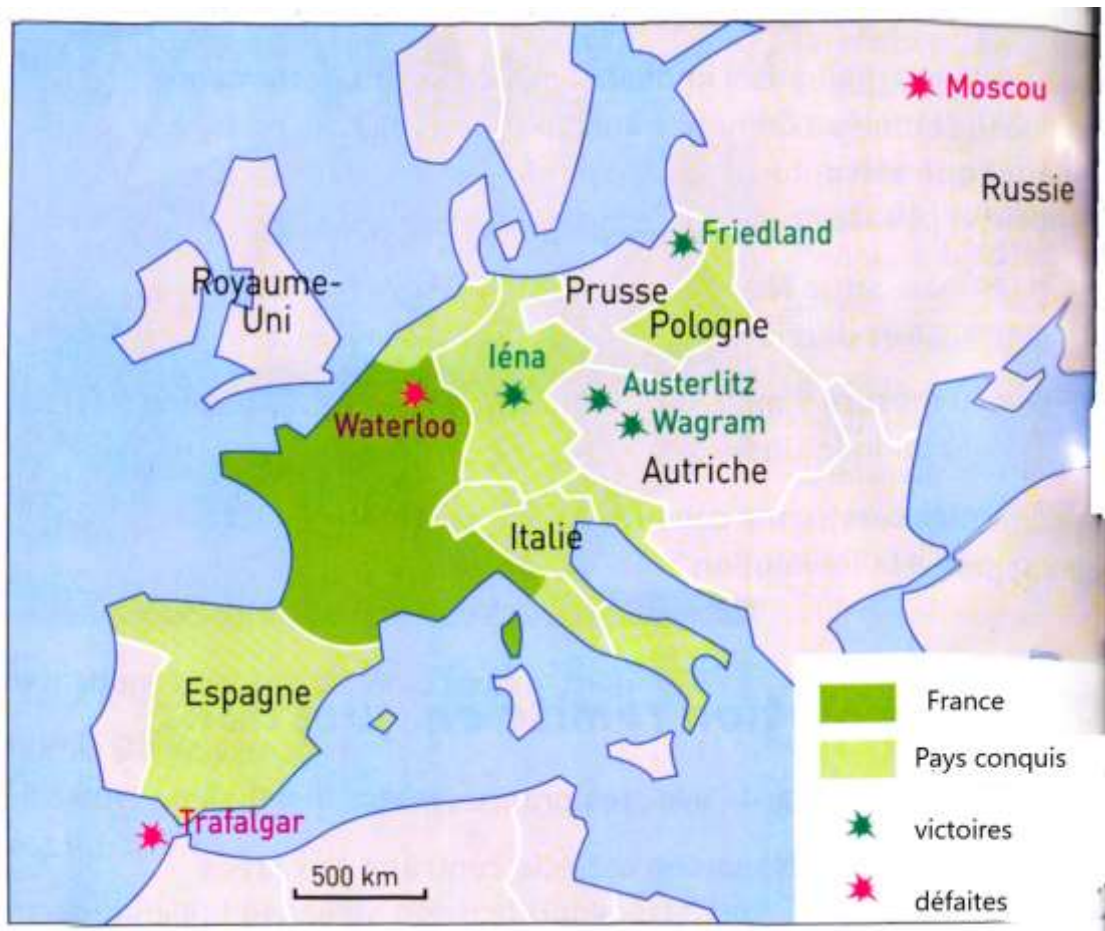 Moscou
Russie
Friedland
Royaume-
Uni
Prusse
Pologne
Iéna
Austerlitz
Waterloo
Wagram
Autriche
Italie
Espagne
Trafalgar
500 km
France
Pays conquis
victoires
défaites